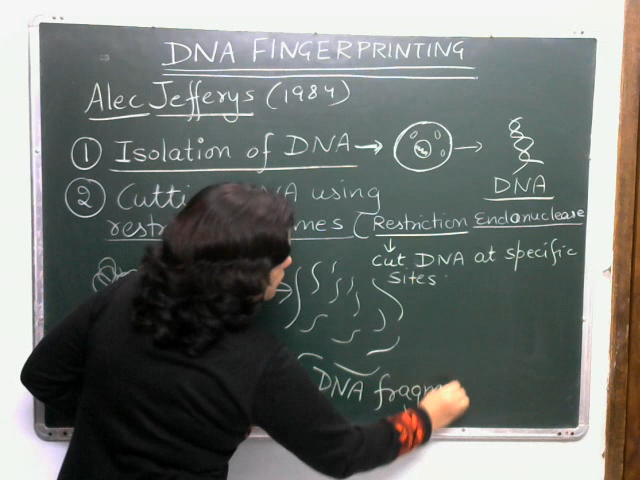 DNA FINGERPRINTING
Alec Jefferys (1984)
① Isolation of DNA →
DNA
② DNA using
(Restriction Endonuclease
↓
Cut DNA at specific
Sites.
DNA